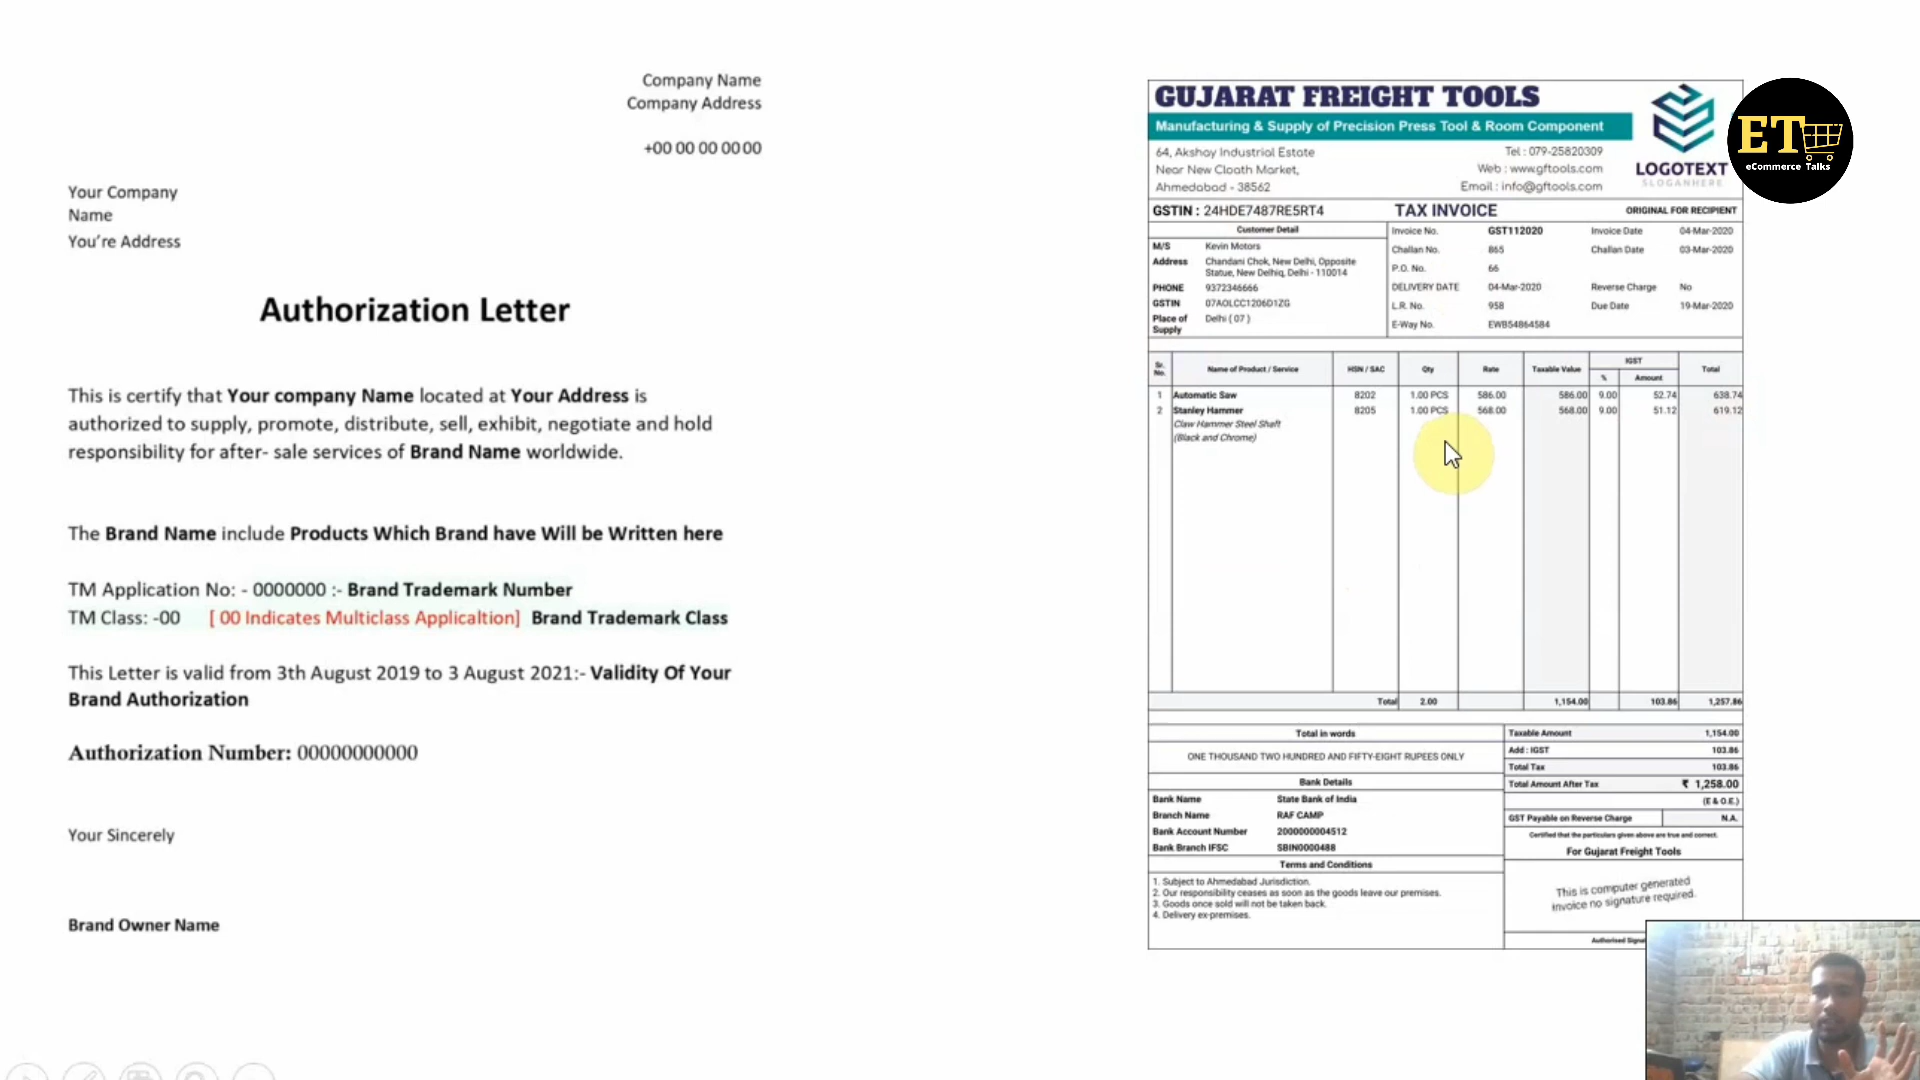 Company Name
Company Address
+00 00 00 00 00
Your Company
Name
You're Address
Authorization Letter
This is certify that Your company Name located at Your Address is
authorized to supply, promote, distribute, sell, exhibit, negotiate and hold
responsibility for after- sale services of Brand Name worldwide.
The Brand Name include Products Which Brand have Will be Written here
TM Application No: - 0000000 :- Brand Trademark Number
TM Class: -00 [ 00 Indicates Multiclass Applicaltion] Brand Trademark Class
This Letter is valid from 3th August 2019 to 3 August 2021:- Validity Of Your
Brand Authorization
Authorization Number: 00000000000
Your Sincerely
Brand Owner Name
GUJARAT FREIGHT TOOLS
Manufacturing & Supply of Precision Press Tool & Room Component
64, Akshay Industrial Estate
Near New Cloath Market,
Ahmedabad - 38562
Tel : 079-25820309
Web : www.gftools.com
Email : info@gftools.com
LOGOTEXT
SLOGANHERE
ET
eCommerce Talks
GSTIN : 24HDE7487RE5RT4 TAX INVOICE ORIGINAL FOR RECIPIENT
Customer Detail
M/S Kevin Motors
Address Chandani Chok, New Delhi, Opposite
Statue, New Delhiq, Delhi - 110014
PHONE 9372346666
GSTIN 07AOLCC1206D1ZG
Place of Delhi ( 07 )
Supply
Invoice No. GST112020 Invoice Date 04-Mar-2020
Challan No. 865 Challan Date 03-Mar-2020
P.O. No. 66
DELIVERY DATE 04-Mar-2020 Reverse Charge No
L.R. No. 958 Due Date 19-Mar-2020
E-Way No. EWB54864584
Sr. No. Name of Product / Service HSN / SAC Qty Rate Taxable Value IGST Total
% Amount
1 Automatic Saw 8202 1.00 PCS 586.00 586.00 9.00 52.74 638.74
2 Stanley Hammer 8205 1.00 PCS 568.00 568.00 9.00 51.12 619.12
Claw Hammer Steel Shaft
(Black and Chrome)
Total 2.00 1,154.00 103.86 1,257.86
Total in words
ONE THOUSAND TWO HUNDRED AND FIFTY-EIGHT RUPEES ONLY
Bank Details
Bank Name State Bank of India
Branch Name RAF CAMP
Bank Account Number 2000000004512
Bank Branch IFSC SBIN0000488
Terms and Conditions
1. Subject to Ahmedabad Jurisdiction.
2. Our responsibility ceases as soon as the goods leave our premises.
3. Goods once sold will not be taken back.
4. Delivery ex-premises.
Taxable Amount 1,154.00
Add : IGST 103.86
Total Tax 103.86
Total Amount After Tax ₹ 1,258.00
(E & O.E.)
GST Payable on Reverse Charge N.A.
Certified that the particulars given above are true and correct.
For Gujarat Freight Tools
This is computer generated
invoice no signature required.
Authorised